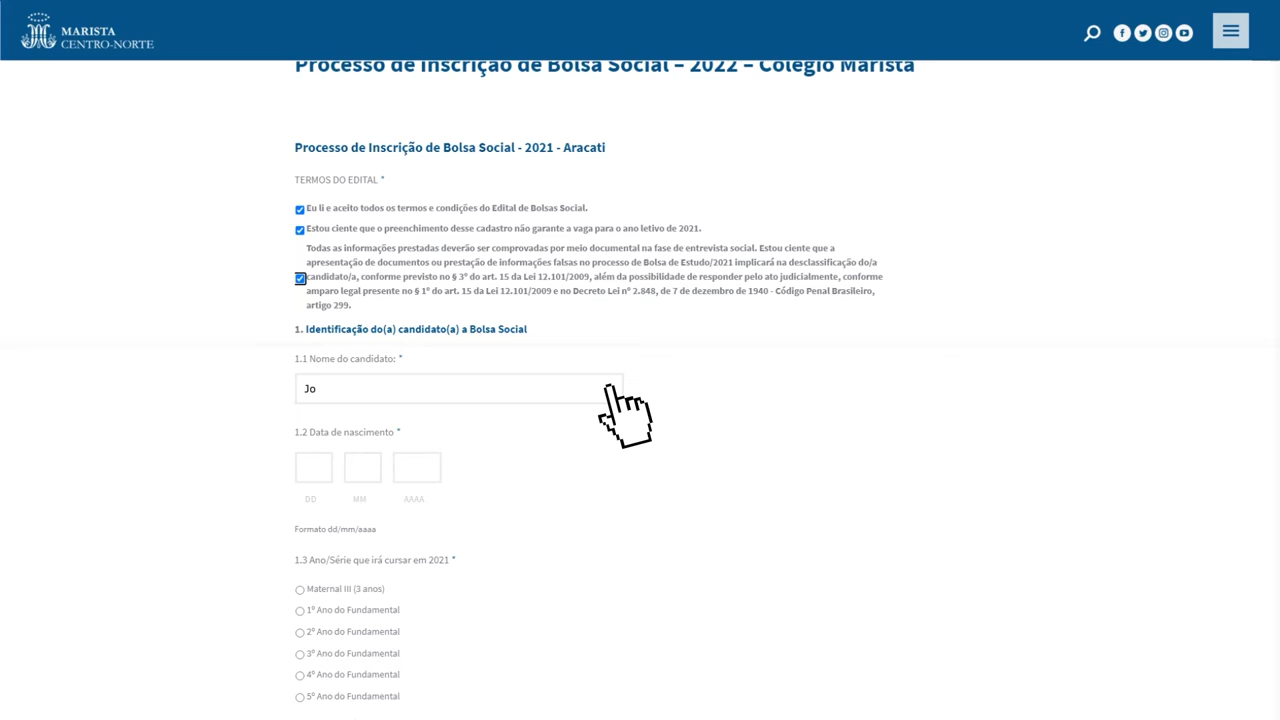 MARISTA
CENTRO-NORTE
Processo de Inscrição de Bolsa Social – 2022 – Colégio Marista
Processo de Inscrição de Bolsa Social - 2021 - Aracati
TERMOS DO EDITAL *
Eu li e aceito todos os termos e condições do Edital de Bolsas Social.
Estou ciente que o preenchimento desse cadastro não garante a vaga para o ano letivo de 2021.
Todas as informações prestadas deverão ser comprovadas por meio documental na fase de entrevista social. Estou ciente que a
apresentação de documentos ou prestação de informações falsas no processo de Bolsa de Estudo/2021 implicará na desclassificação do/a
candidato/a, conforme previsto no § 3º do art. 15 da Lei 12.101/2009, além da possibilidade de responder pelo ato judicialmente, conforme
amparo legal presente no § 1º do art. 15 da Lei 12.101/2009 e no Decreto Lei nº 2.848, de 7 de dezembro de 1940 - Código Penal Brasileiro,
artigo 299.
1. Identificação do(a) candidato(a) a Bolsa Social
1.1 Nome do candidato: *
Jo
1.2 Data de nascimento *
DD MM AAAA
Formato dd/mm/aaaa
1.3 Ano/Série que irá cursar em 2021 *
Maternal III (3 anos)
1º Ano do Fundamental
2º Ano do Fundamental
3º Ano do Fundamental
4º Ano do Fundamental
5º Ano do Fundamental